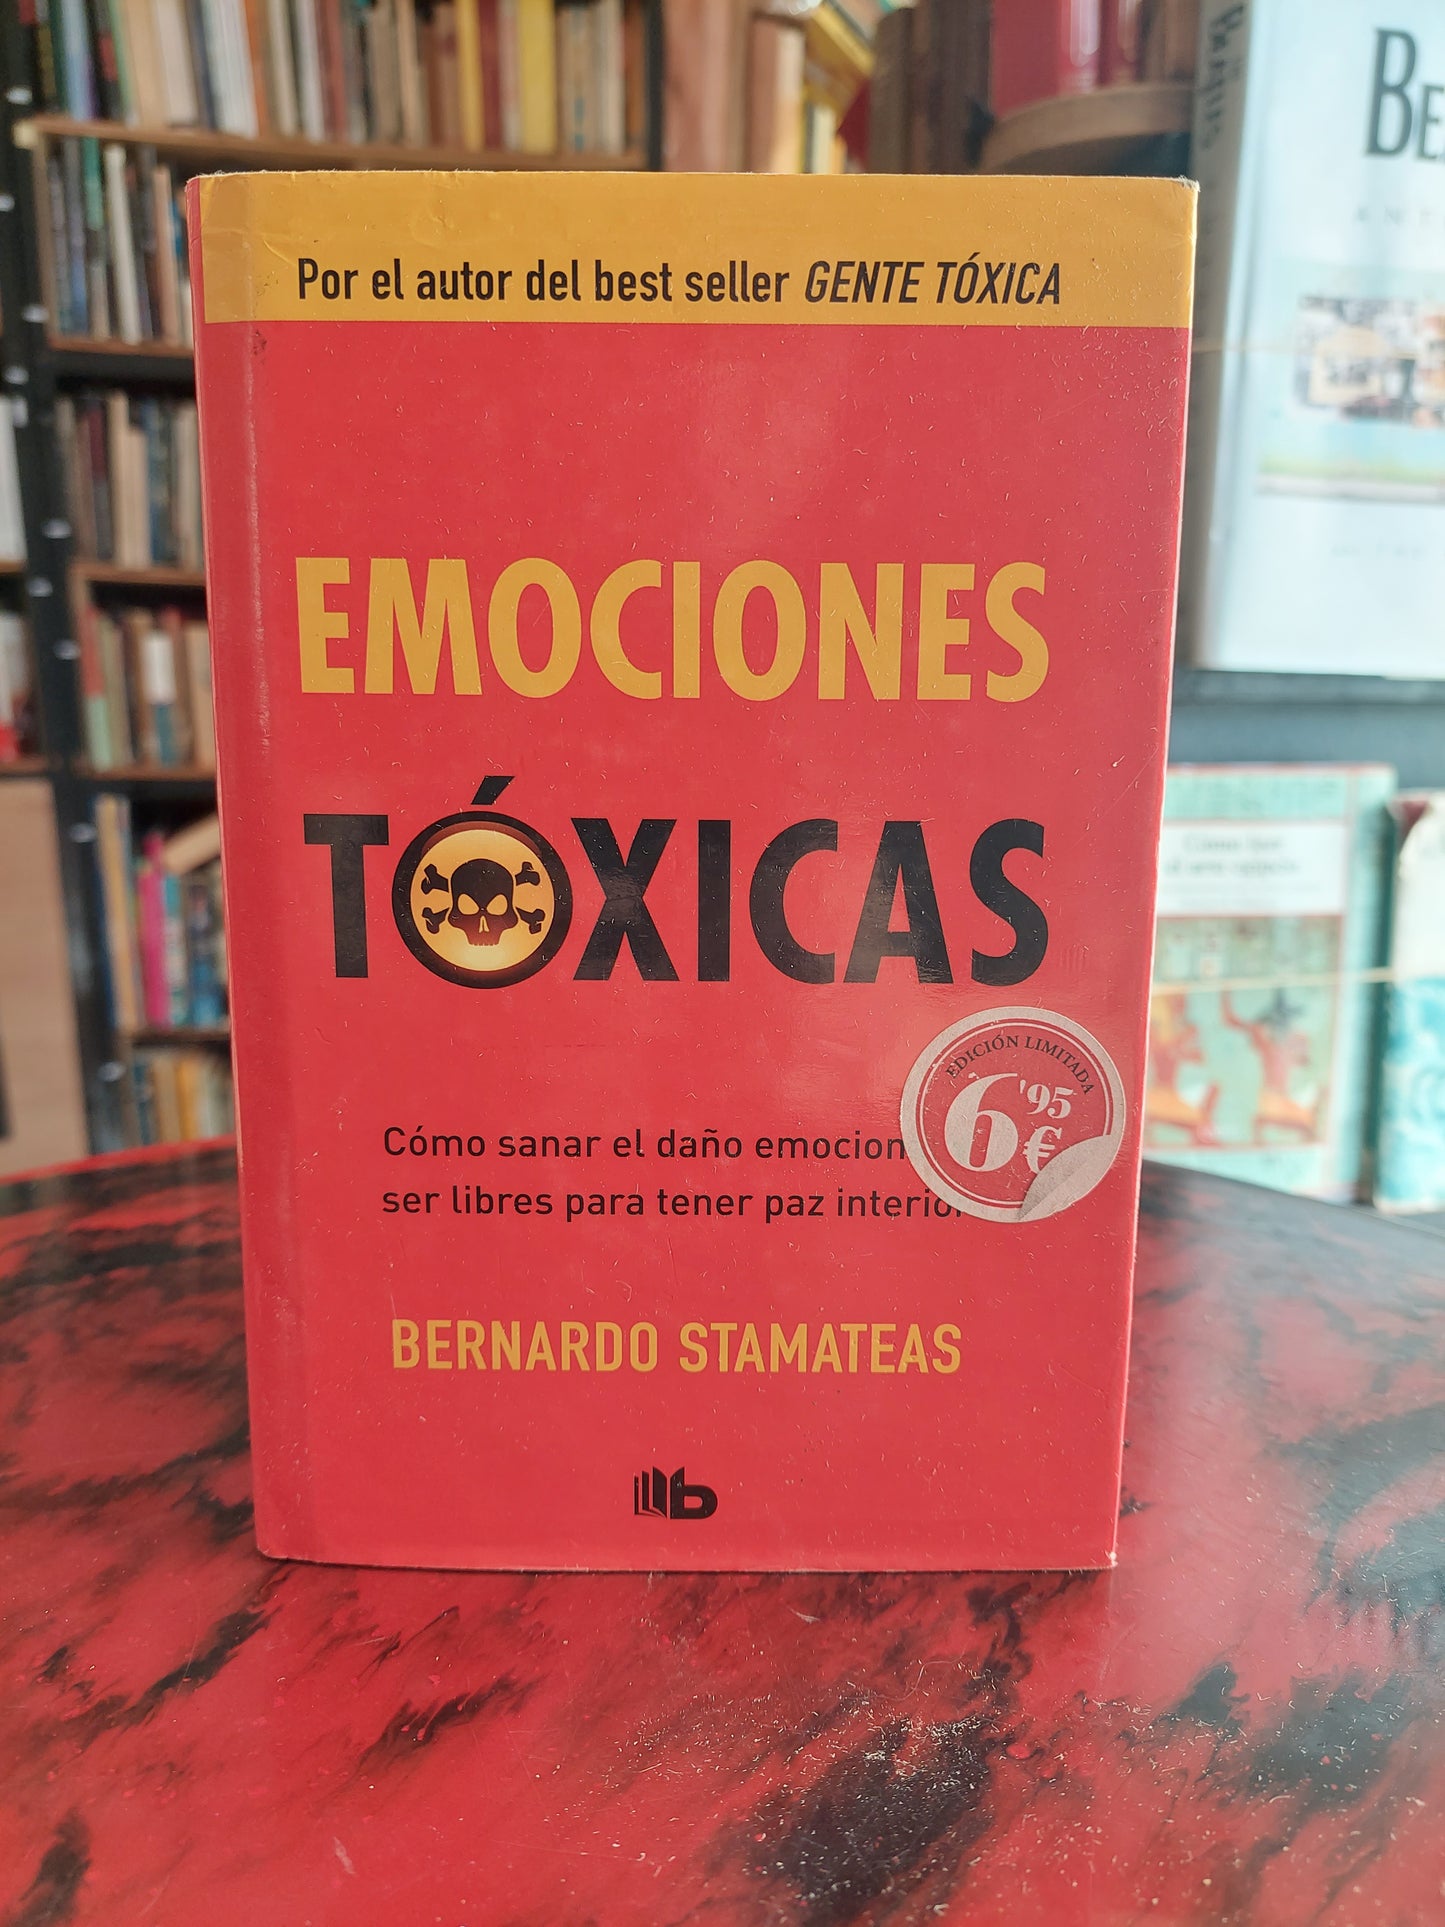 Por el autor del best seller GENTE TÓXICA
EMOCIONES
TÓXICAS
EDICIÓN LIMITADA
6'95
€
Cómo sanar el daño emocion
ser libres para tener paz interior
BERNARDO STAMATEAS
b